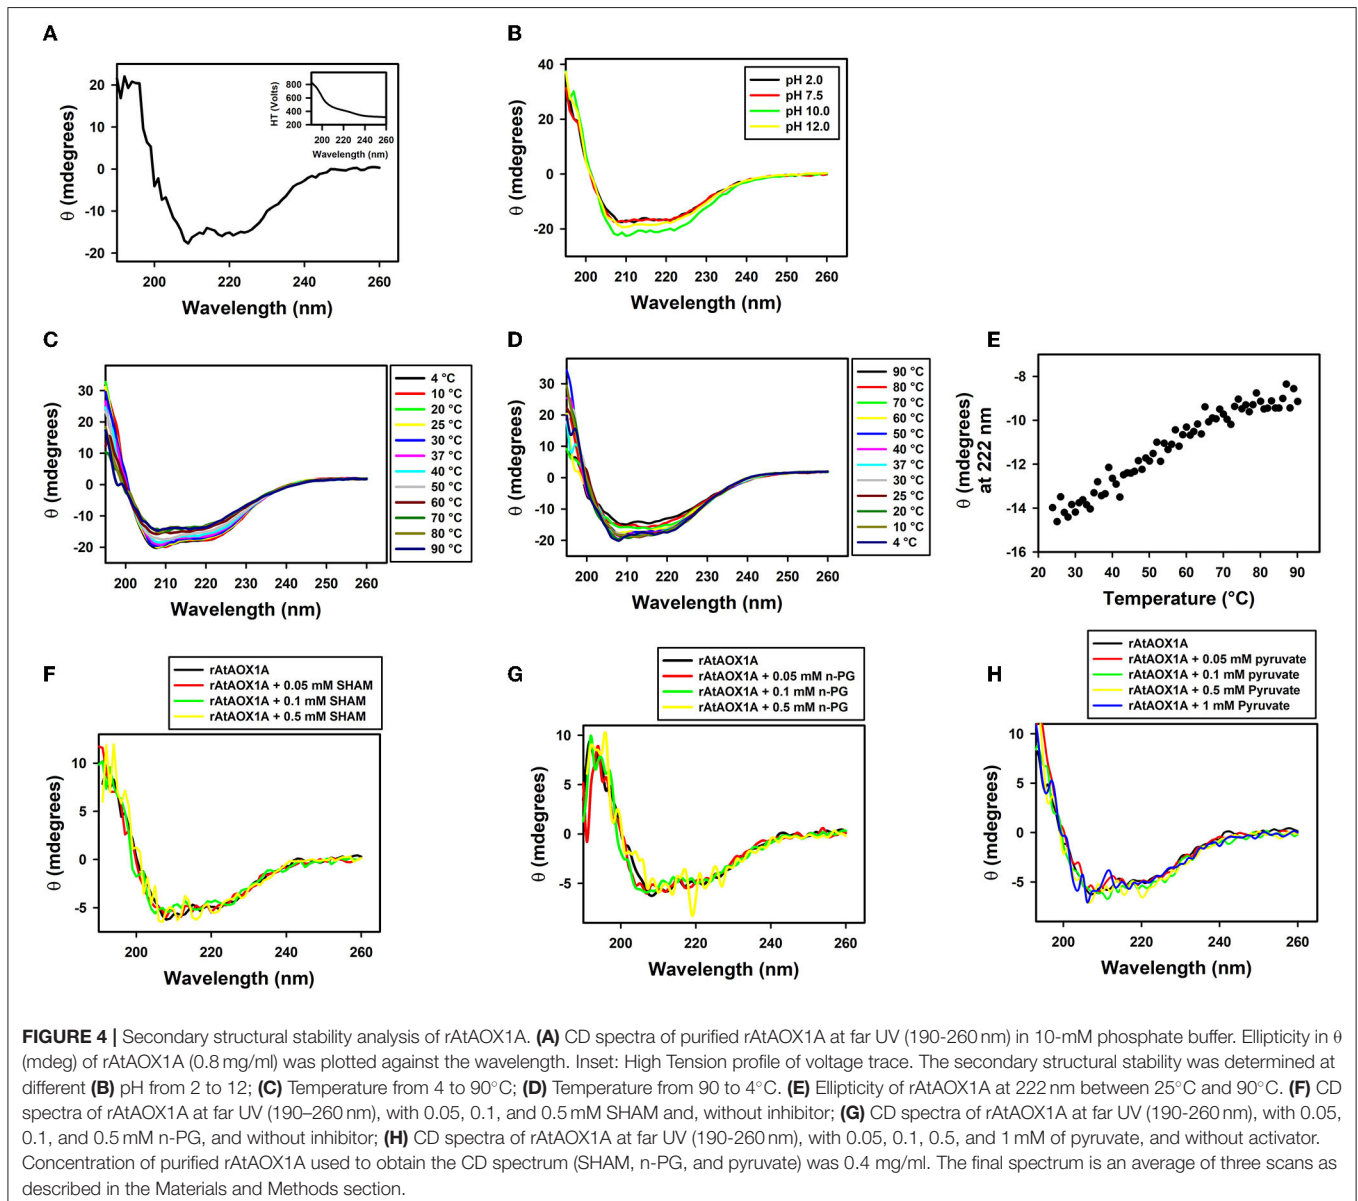 A
θ (mdegrees)
20
10
0
-10
-20
200
220
240
260
Wavelength (nm)
HT (Volts)
800
600
400
200
200
220
240
260
Wavelength (nm)
B
θ (mdegrees)
40
20
0
-20
200
210
220
230
240
250
260
Wavelength (nm)
pH 2.0
pH 7.5
pH 10.0
pH 12.0
C
θ (mdegrees)
30
20
10
0
-10
-20
200
210
220
230
240
250
260
Wavelength (nm)
4 °C
10 °C
20 °C
25 °C
30 °C
37 °C
40 °C
50 °C
60 °C
70 °C
80 °C
90 °C
D
θ (mdegrees)
30
20
10
0
-10
-20
200
210
220
230
240
250
260
Wavelength (nm)
90 °C
80 °C
70 °C
60 °C
50 °C
40 °C
37 °C
30 °C
25 °C
20 °C
10 °C
4 °C
E
θ (mdegrees)
at 222 nm
-8
-10
-12
-14
-16
20
30
40
50
60
70
80
90
Temperature (°C)
F
rAtAOX1A
rAtAOX1A + 0.05 mM SHAM
rAtAOX1A + 0.1 mM SHAM
rAtAOX1A + 0.5 mM SHAM
θ (mdegrees)
10
5
0
-5
200
220
240
260
Wavelength (nm)
G
rAtAOX1A
rAtAOX1A + 0.05 mM n-PG
rAtAOX1A + 0.1 mM n-PG
rAtAOX1A + 0.5 mM n-PG
θ (mdegrees)
10
5
0
-5
200
220
240
260
Wavelength (nm)
H
rAtAOX1A
rAtAOX1A + 0.05 mM pyruvate
rAtAOX1A + 0.1 mM pyruvate
rAtAOX1A + 0.5 mM Pyruvate
rAtAOX1A + 1 mM Pyruvate
θ (mdegrees)
10
5
0
-5
200
220
240
260
Wavelength (nm)
FIGURE 4 | Secondary structural stability analysis of rAtAOX1A. (A) CD spectra of purified rAtAOX1A at far UV (190-260 nm) in 10-mM phosphate buffer. Ellipticity in θ
(mdeg) of rAtAOX1A (0.8 mg/ml) was plotted against the wavelength. Inset: High Tension profile of voltage trace. The secondary structural stability was determined at
different (B) pH from 2 to 12; (C) Temperature from 4 to 90°C; (D) Temperature from 90 to 4°C. (E) Ellipticity of rAtAOX1A at 222 nm between 25°C and 90°C. (F) CD
spectra of rAtAOX1A at far UV (190–260 nm), with 0.05, 0.1, and 0.5 mM SHAM and, without inhibitor; (G) CD spectra of rAtAOX1A at far UV (190-260 nm), with 0.05,
0.1, and 0.5 mM n-PG, and without inhibitor; (H) CD spectra of rAtAOX1A at far UV (190-260 nm), with 0.05, 0.1, 0.5, and 1 mM of pyruvate, and without activator.
Concentration of purified rAtAOX1A used to obtain the CD spectrum (SHAM, n-PG, and pyruvate) was 0.4 mg/ml. The final spectrum is an average of three scans as
described in the Materials and Methods section.